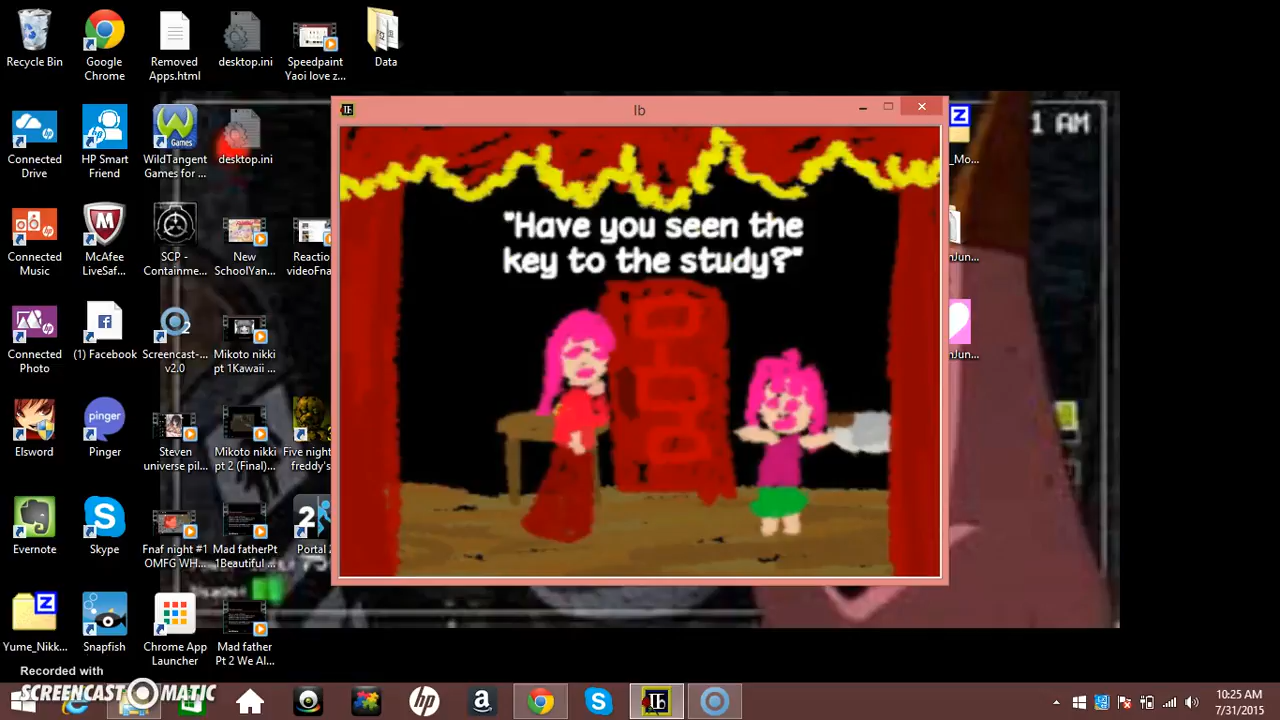 Recycle Bin
Google
Chrome
Removed
Apps.html
desktop.ini
Speedpaint
Yaoi love z...
Data
Connected
Drive
HP Smart
Friend
WildTangent
Games for ...
desktop.ini
Connected
Music
McAfee
LiveSaf...
SCP -
Containme...
New
SchoolYan...
Reactio
videoFna
Connected
Photo
(1) Facebook
Screencast-...
v2.0
Mikoto nikki
pt 1Kawaii ...
Elsword
Pinger
Steven
universe pil...
Mikoto nikki
pt 2 (Final)...
Five night
freddy's
Evernote
Skype
Fnaf night #1
OMFG WH...
Mad fatherPt
1Beautiful ...
Portal 2
Yume_Nikk...
Snapfish
Chrome App
Launcher
Mad father
Pt 2 We Al...
Ib
"Have you seen the
key to the study?"
1 AM
_Mo...
nJun...
nJun...
Recorded with
SCREENCAST-O-MATIC
10:25 AM
7/31/2015